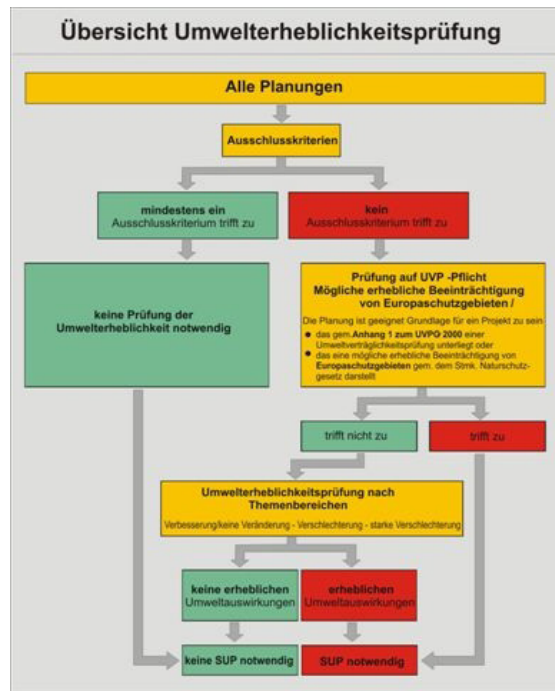 Übersicht Umwelterheblichkeitsprüfung
Alle Planungen
Ausschlusskriterien
mindestens ein
Ausschlusskriterium trifft zu
kein
Ausschlusskriterium trifft zu
keine Prüfung der
Umwelterheblichkeit notwendig
Prüfung auf UVP -Pflicht
Mögliche erhebliche Beeinträchtigung
von Europaschutzgebieten /
Die Planung ist geeignet Grundlage für ein Projekt zu sein
• das gem.Anhang 1 zum UVPG 2000 einer
Umweltverträglichkeitsprüfung unterliegt oder
• das eine mögliche erhebliche Beeinträchtigung von
Europaschutzgebieten gem. dem Stmk. Naturschutz-
gesetz darstellt
trifft nicht zu
trifft zu
Umwelterheblichkeitsprüfung nach
Themenbereichen
Verbesserung/keine Veränderung - Verschlechterung - starke Verschlechterung
keine erheblichen
Umweltauswirkungen
erheblichen
Umweltauswirkungen
keine SUP notwendig
SUP notwendig